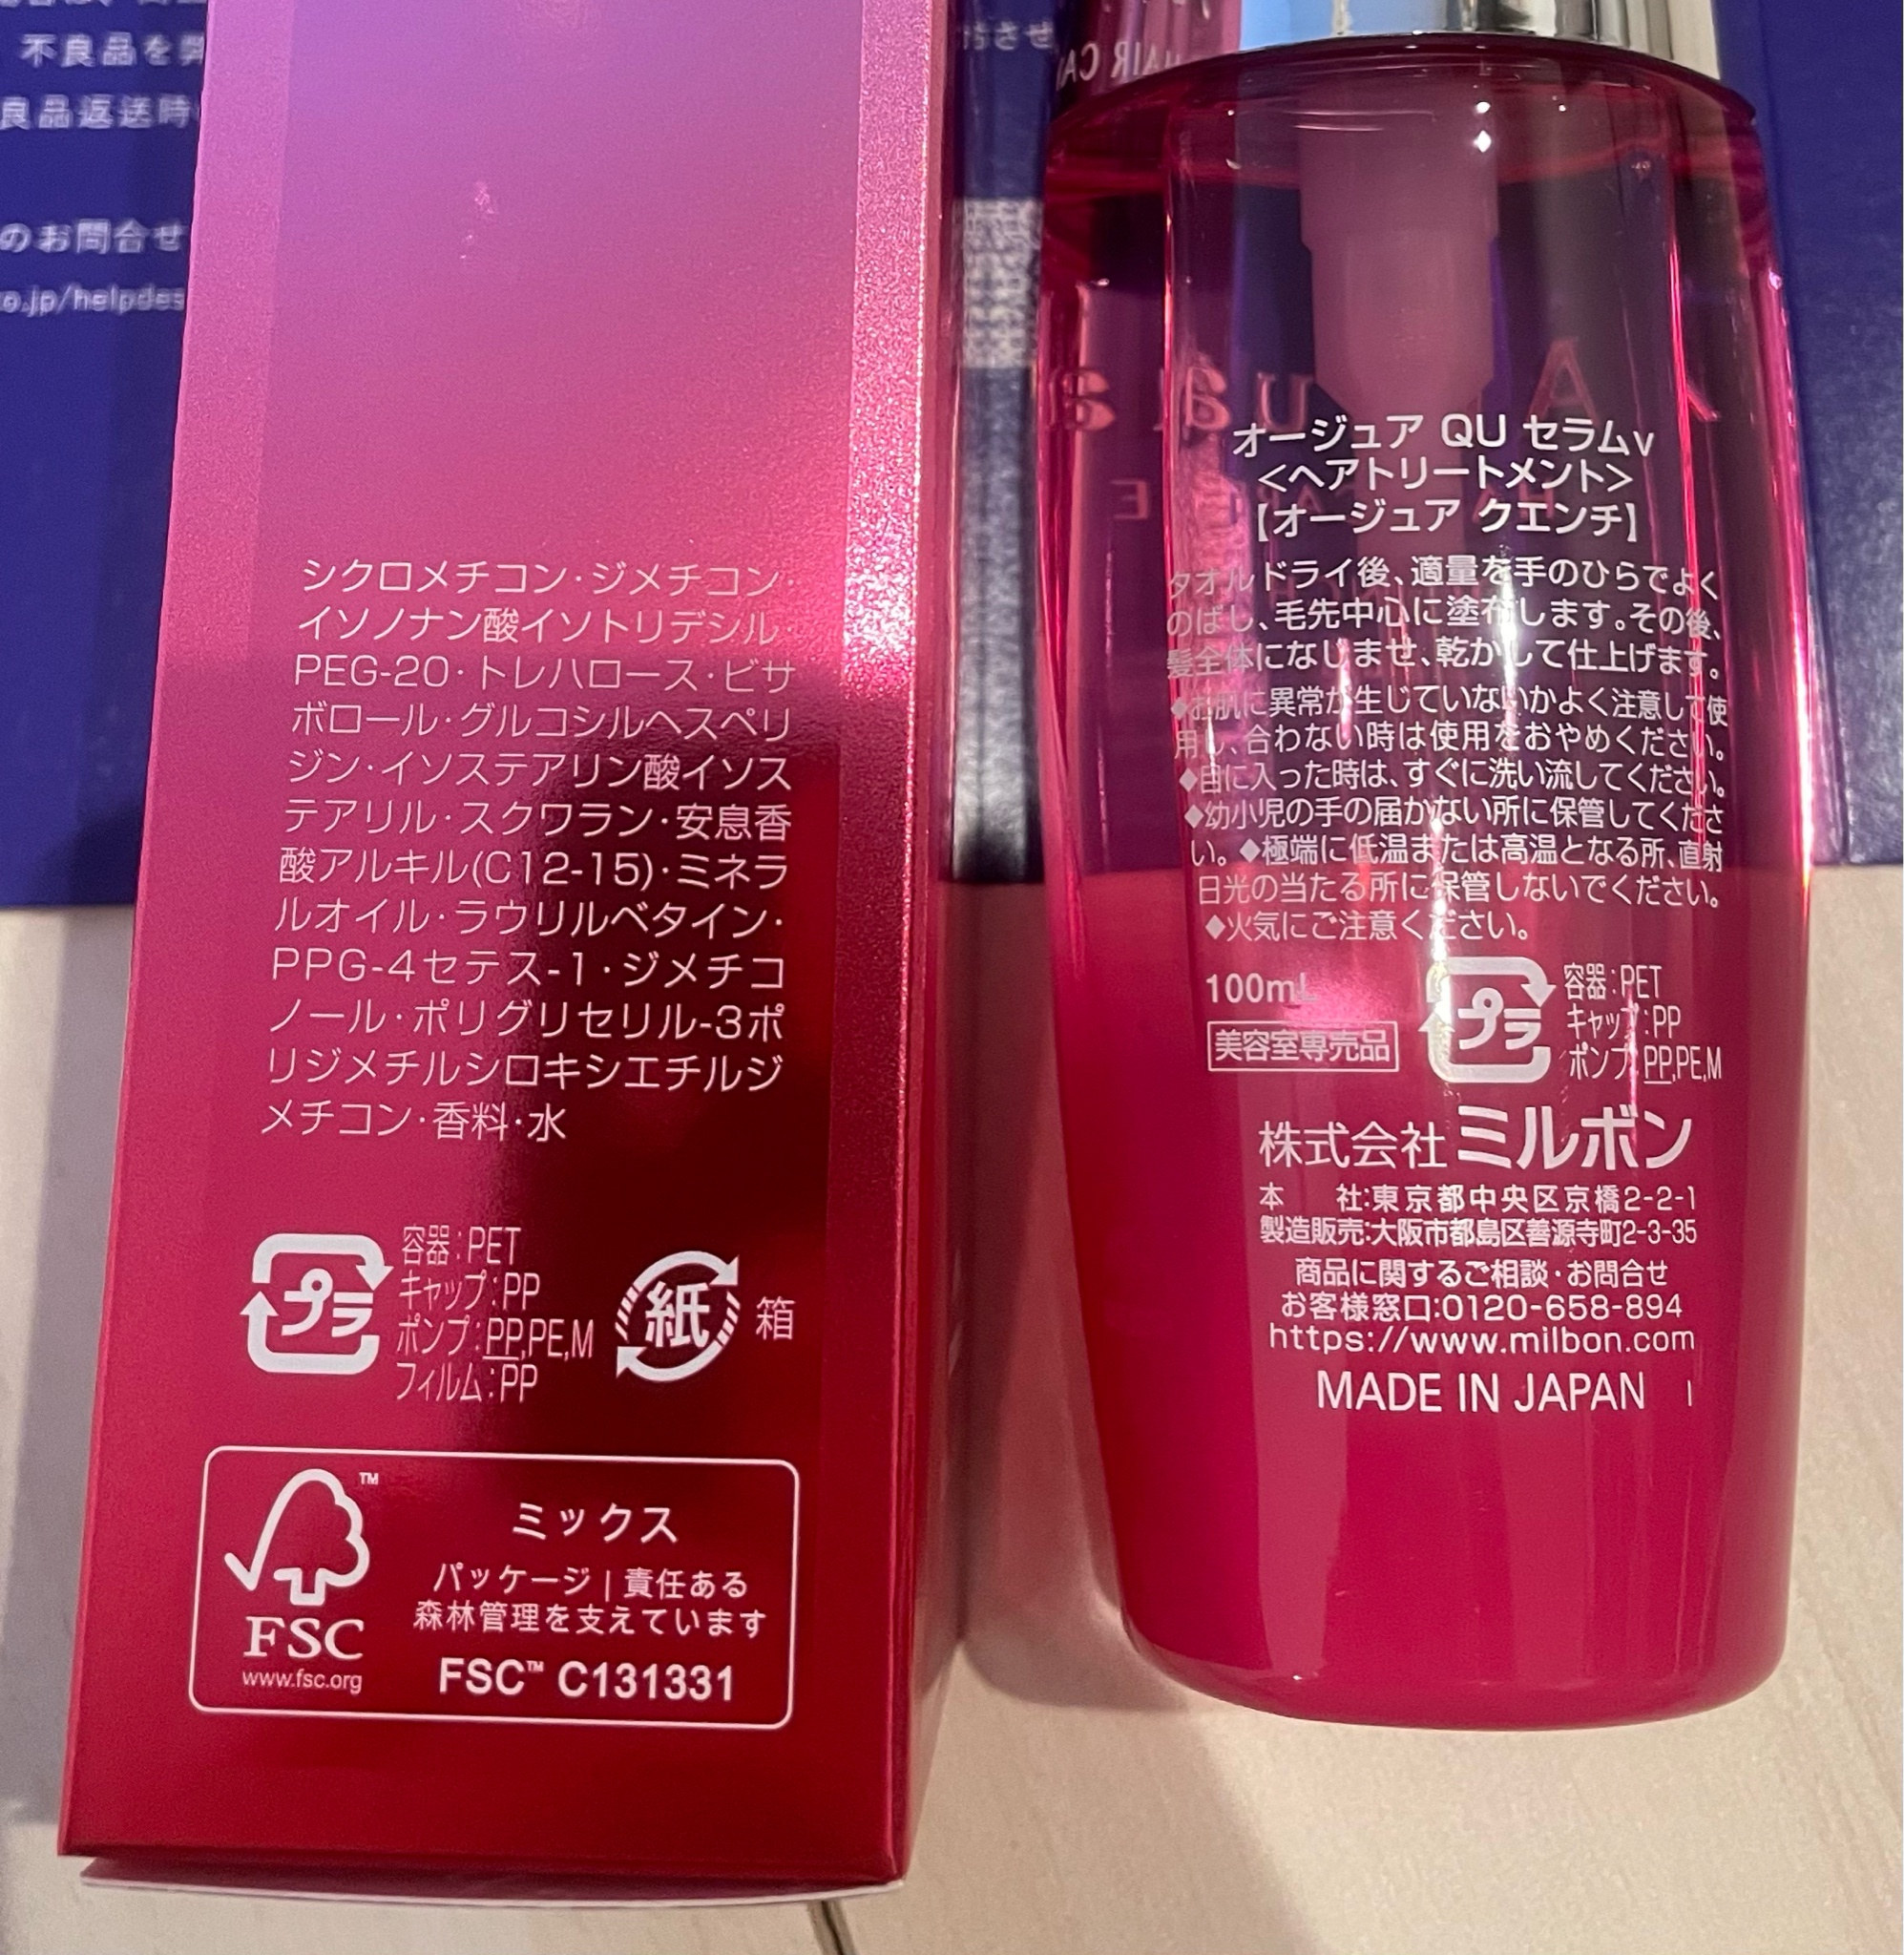 不良品を
良品返送時
のお問合せ
o.jp/helpdes
シクロメチコン・ジメチコン・
イソノナン酸イソトリデシル・
PEG-20・トレハロース・ビサ
ボロール・グルコシルヘスペリ
ジン・イソステアリン酸イソス
テアリル・スクワラン・安息香
酸アルキル(C12-15)・ミネラ
ルオイル・ラウリルベタイン・
PPG-4セテス-1・ジメチコ
ノール・ポリグリセリル-3ポ
リジメチルシロキシエチルジ
メチコン・香料・水
プラ
容器:PET
キャップ:PP
ポンプ:PP,PE,M
フィルム:PP
紙
箱
FSC
www.fsc.org
ミックス
パッケージ | 責任ある
森林管理を支えています
FSC™ C131331
オージュア QU セラムv
<ヘアトリートメント>
【オージュア クエンチ】
タオルドライ後、適量を手のひらでよく
のばし、毛先中心に塗布します。その後、
髪全体になじませ、乾かして仕上げます。
◆お肌に異常が生じていないかよく注意して使
用し、合わない時は使用をおやめください。
◆目に入った時は、すぐに洗い流してください。
◆幼小児の手の届かない所に保管してくださ
い。◆極端に低温または高温となる所、直射
日光の当たる所に保管しないでください。
◆火気にご注意ください。
100mL
美容室専売品
プラ
容器:PET
キャップ:PP
ポンプ:PP,PE,M
株式会社ミルボン
本 社:東京都中央区京橋2-2-1
製造販売:大阪市都島区善源寺町2-3-35
商品に関するご相談・お問合せ
お客様窓口:0120-658-894
https://www.milbon.com
MADE IN JAPAN